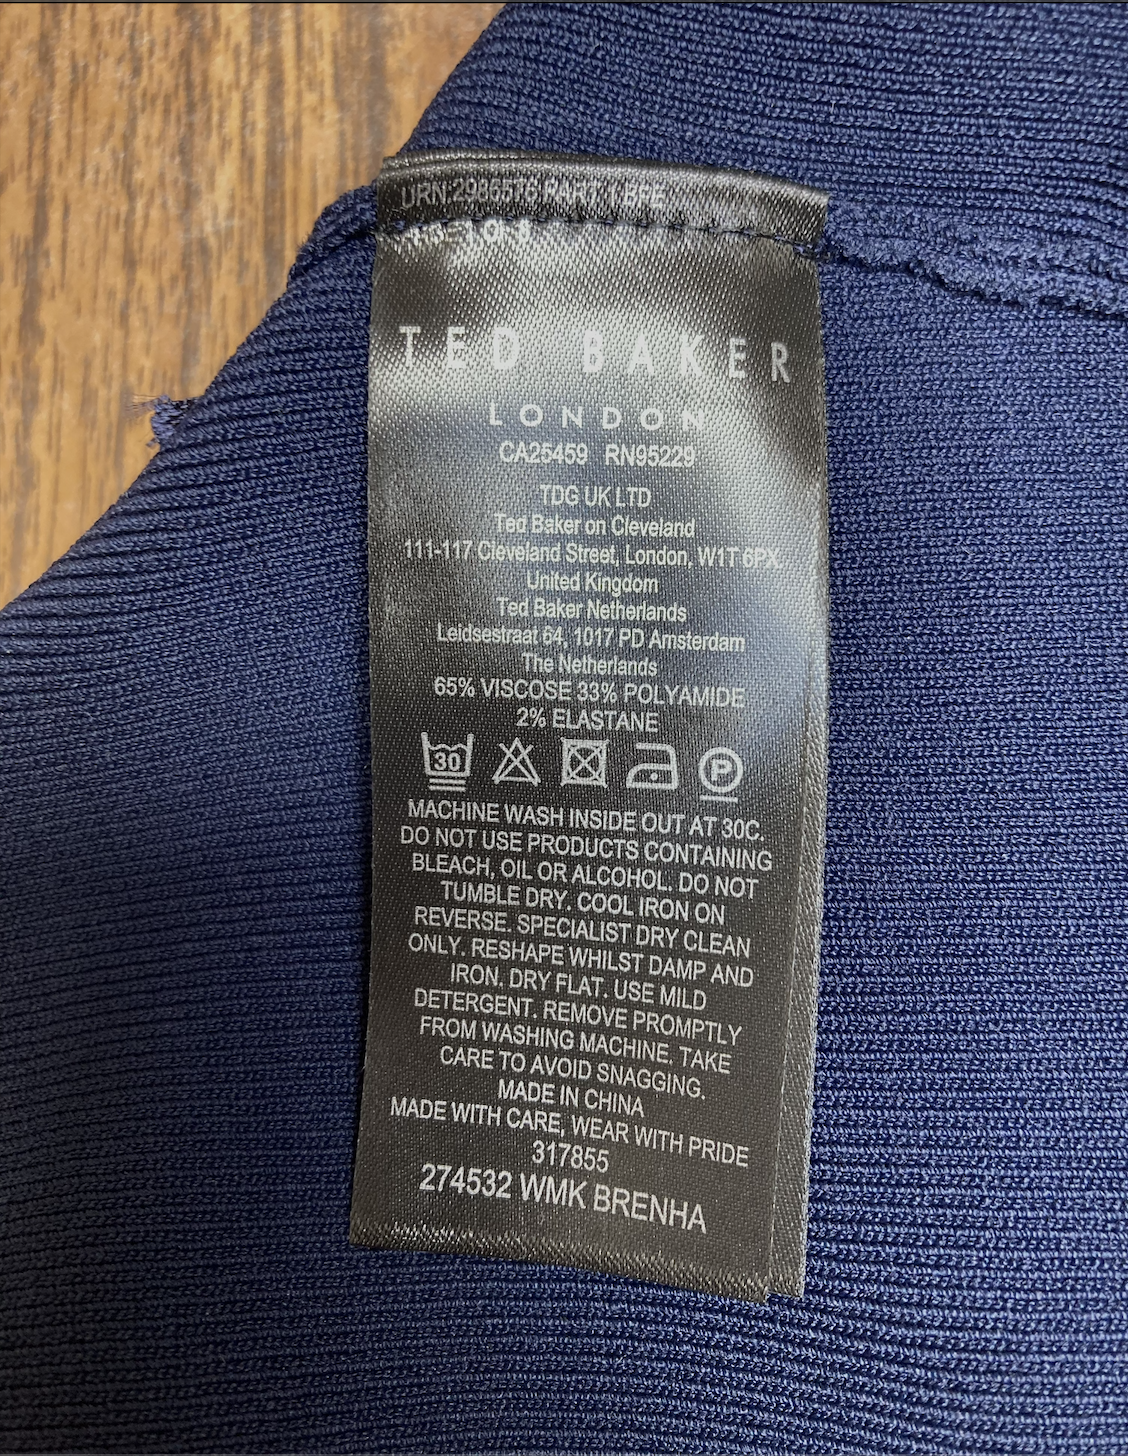 URN:2986576 PART 1 BPE
TED BAKER
LONDON
CA25459 RN95229
TDG UK LTD
Ted Baker on Cleveland
111-117 Cleveland Street, London, W1T 6PX.
United Kingdom
Ted Baker Netherlands
Leidsestraat 64, 1017 PD Amsterdam
The Netherlands
65% VISCOSE 33% POLYAMIDE
2% ELASTANE
30 P
MACHINE WASH INSIDE OUT AT 30C.
DO NOT USE PRODUCTS CONTAINING
BLEACH, OIL OR ALCOHOL. DO NOT
TUMBLE DRY. COOL IRON ON
REVERSE. SPECIALIST DRY CLEAN
ONLY. RESHAPE WHILST DAMP AND
IRON. DRY FLAT. USE MILD
DETERGENT. REMOVE PROMPTLY
FROM WASHING MACHINE. TAKE
CARE TO AVOID SNAGGING.
MADE IN CHINA
MADE WITH CARE, WEAR WITH PRIDE
317855
274532 WMK BRENHA